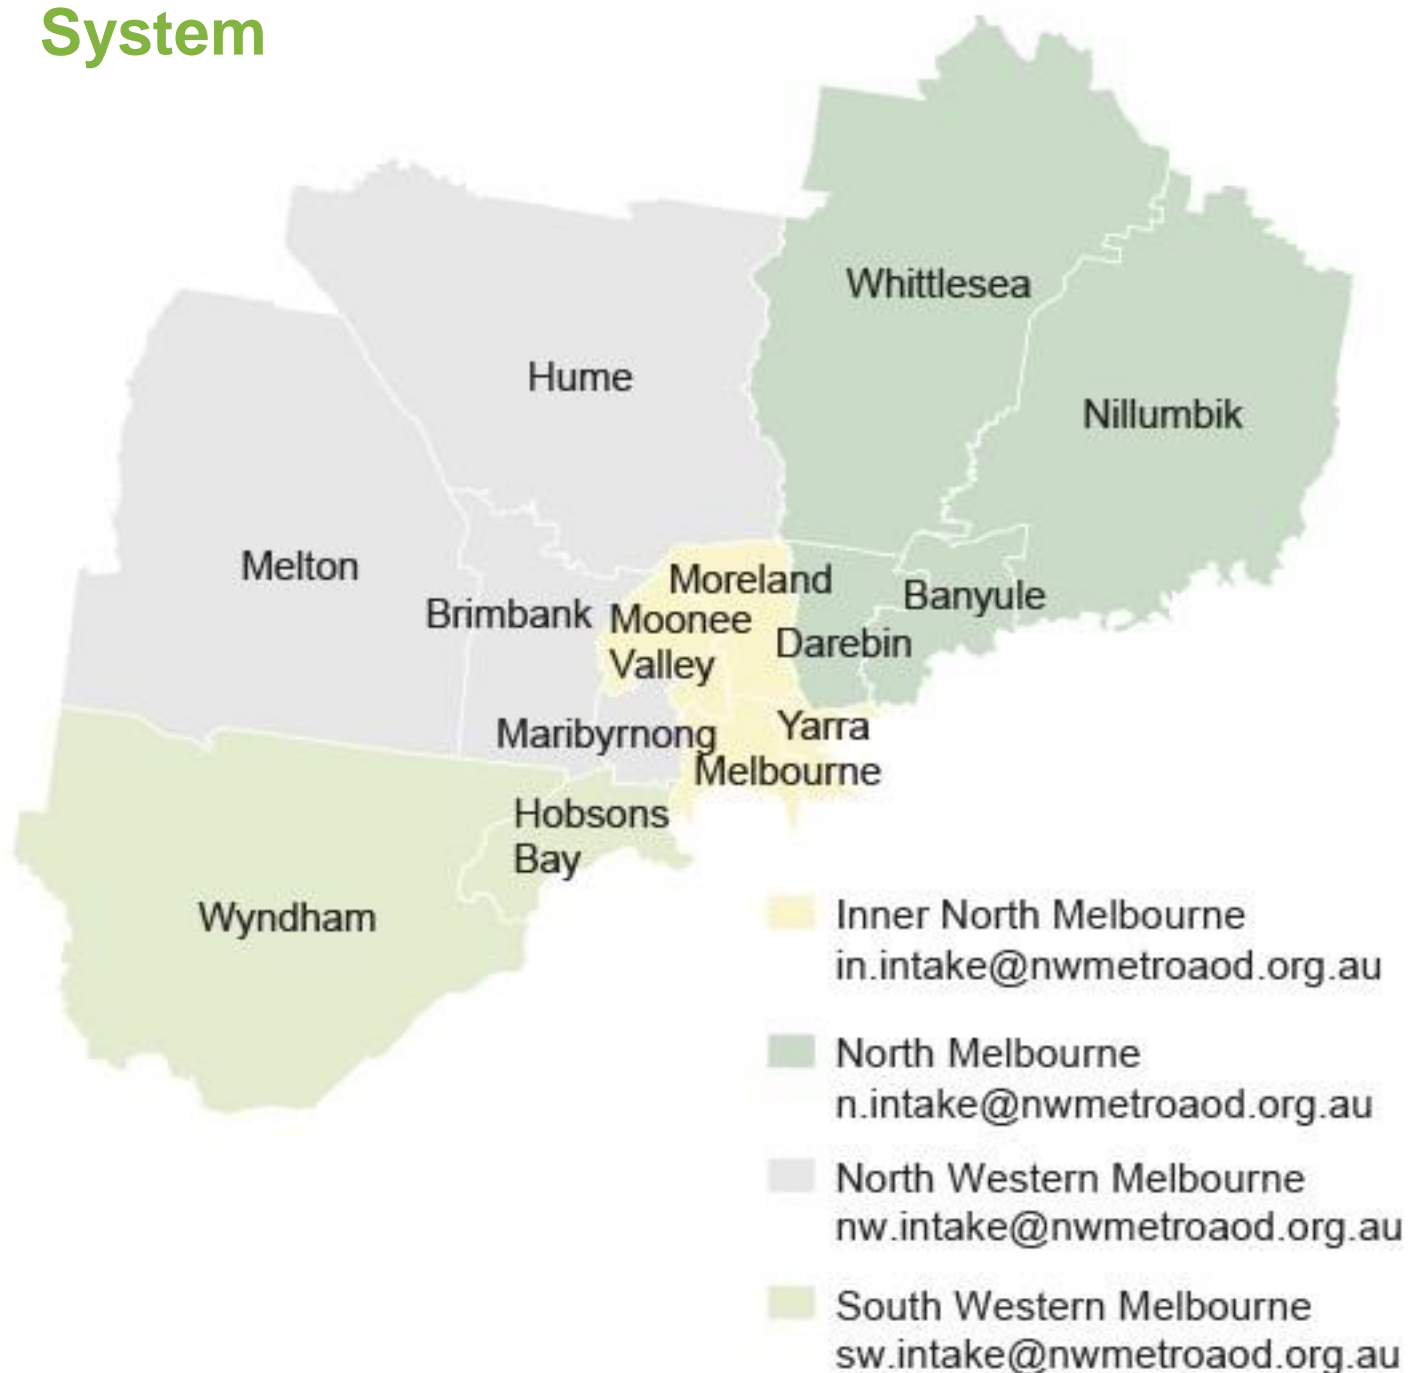 System
Whittlesea
Hume
Nillumbik
Melton
Moreland
Banyule
Brimbank
Moonee
Valley
Darebin
Maribyrnong
Yarra
Melbourne
Hobsons
Bay
Wyndham
Inner North Melbourne
in.intake@nwmetroaod.org.au
North Melbourne
n.intake@nwmetroaod.org.au
North Western Melbourne
nw.intake@nwmetroaod.org.au
South Western Melbourne
sw.intake@nwmetroaod.org.au